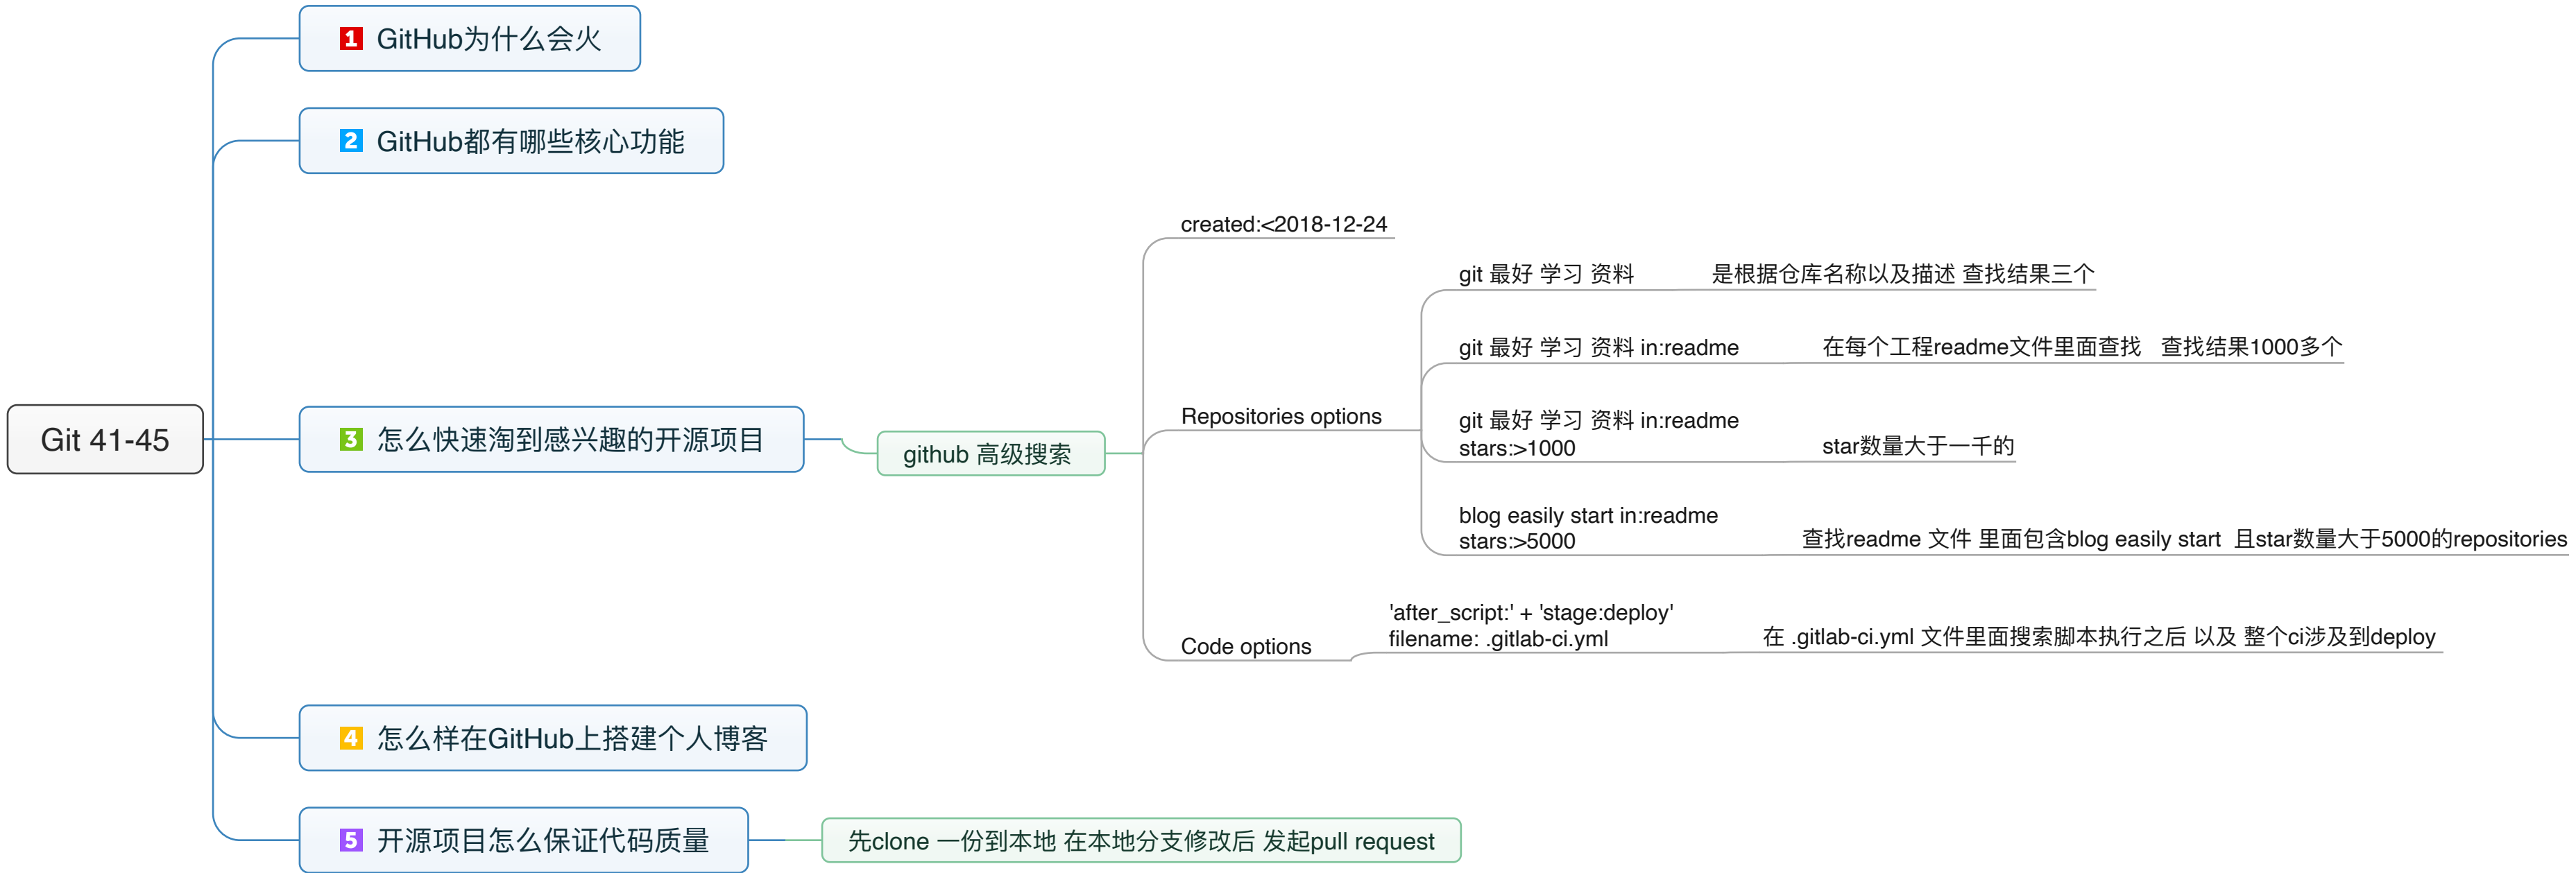 Git 41-45
1 GitHub为什么会火
2 GitHub都有哪些核心功能
3 怎么快速淘到感兴趣的开源项目
github 高级搜索
created:<2018-12-24
Repositories options
git 最好 学习 资料
是根据仓库名称以及描述 查找结果三个
git 最好 学习 资料 in:readme
在每个工程readme文件里面查找 查找结果1000多个
git 最好 学习 资料 in:readme
stars:>1000
star数量大于一千的
blog easily start in:readme
stars:>5000
查找readme 文件 里面包含blog easily start 且star数量大于5000的repositories
Code options
'after_script:' + 'stage:deploy'
filename: .gitlab-ci.yml
在 .gitlab-ci.yml 文件里面搜索脚本执行之后 以及 整个ci涉及到deploy
4 怎么样在GitHub上搭建个人博客
5 开源项目怎么保证代码质量
先clone 一份到本地 在本地分支修改后 发起pull request